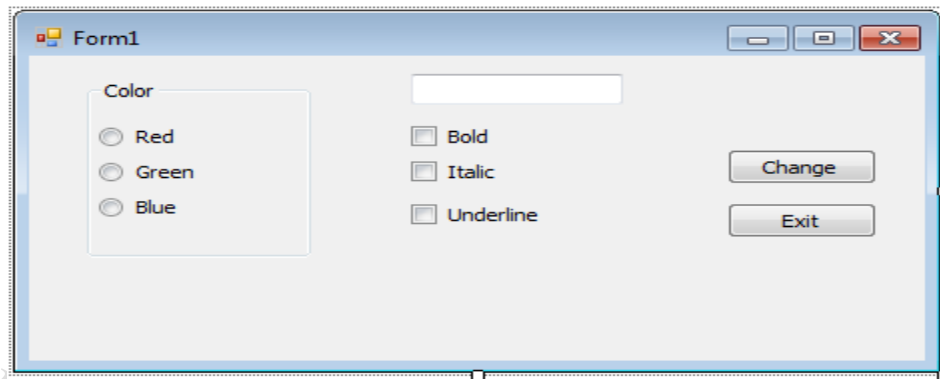 Form1
Color
Red
Green
Blue
Bold
Italic
Underline
Change
Exit